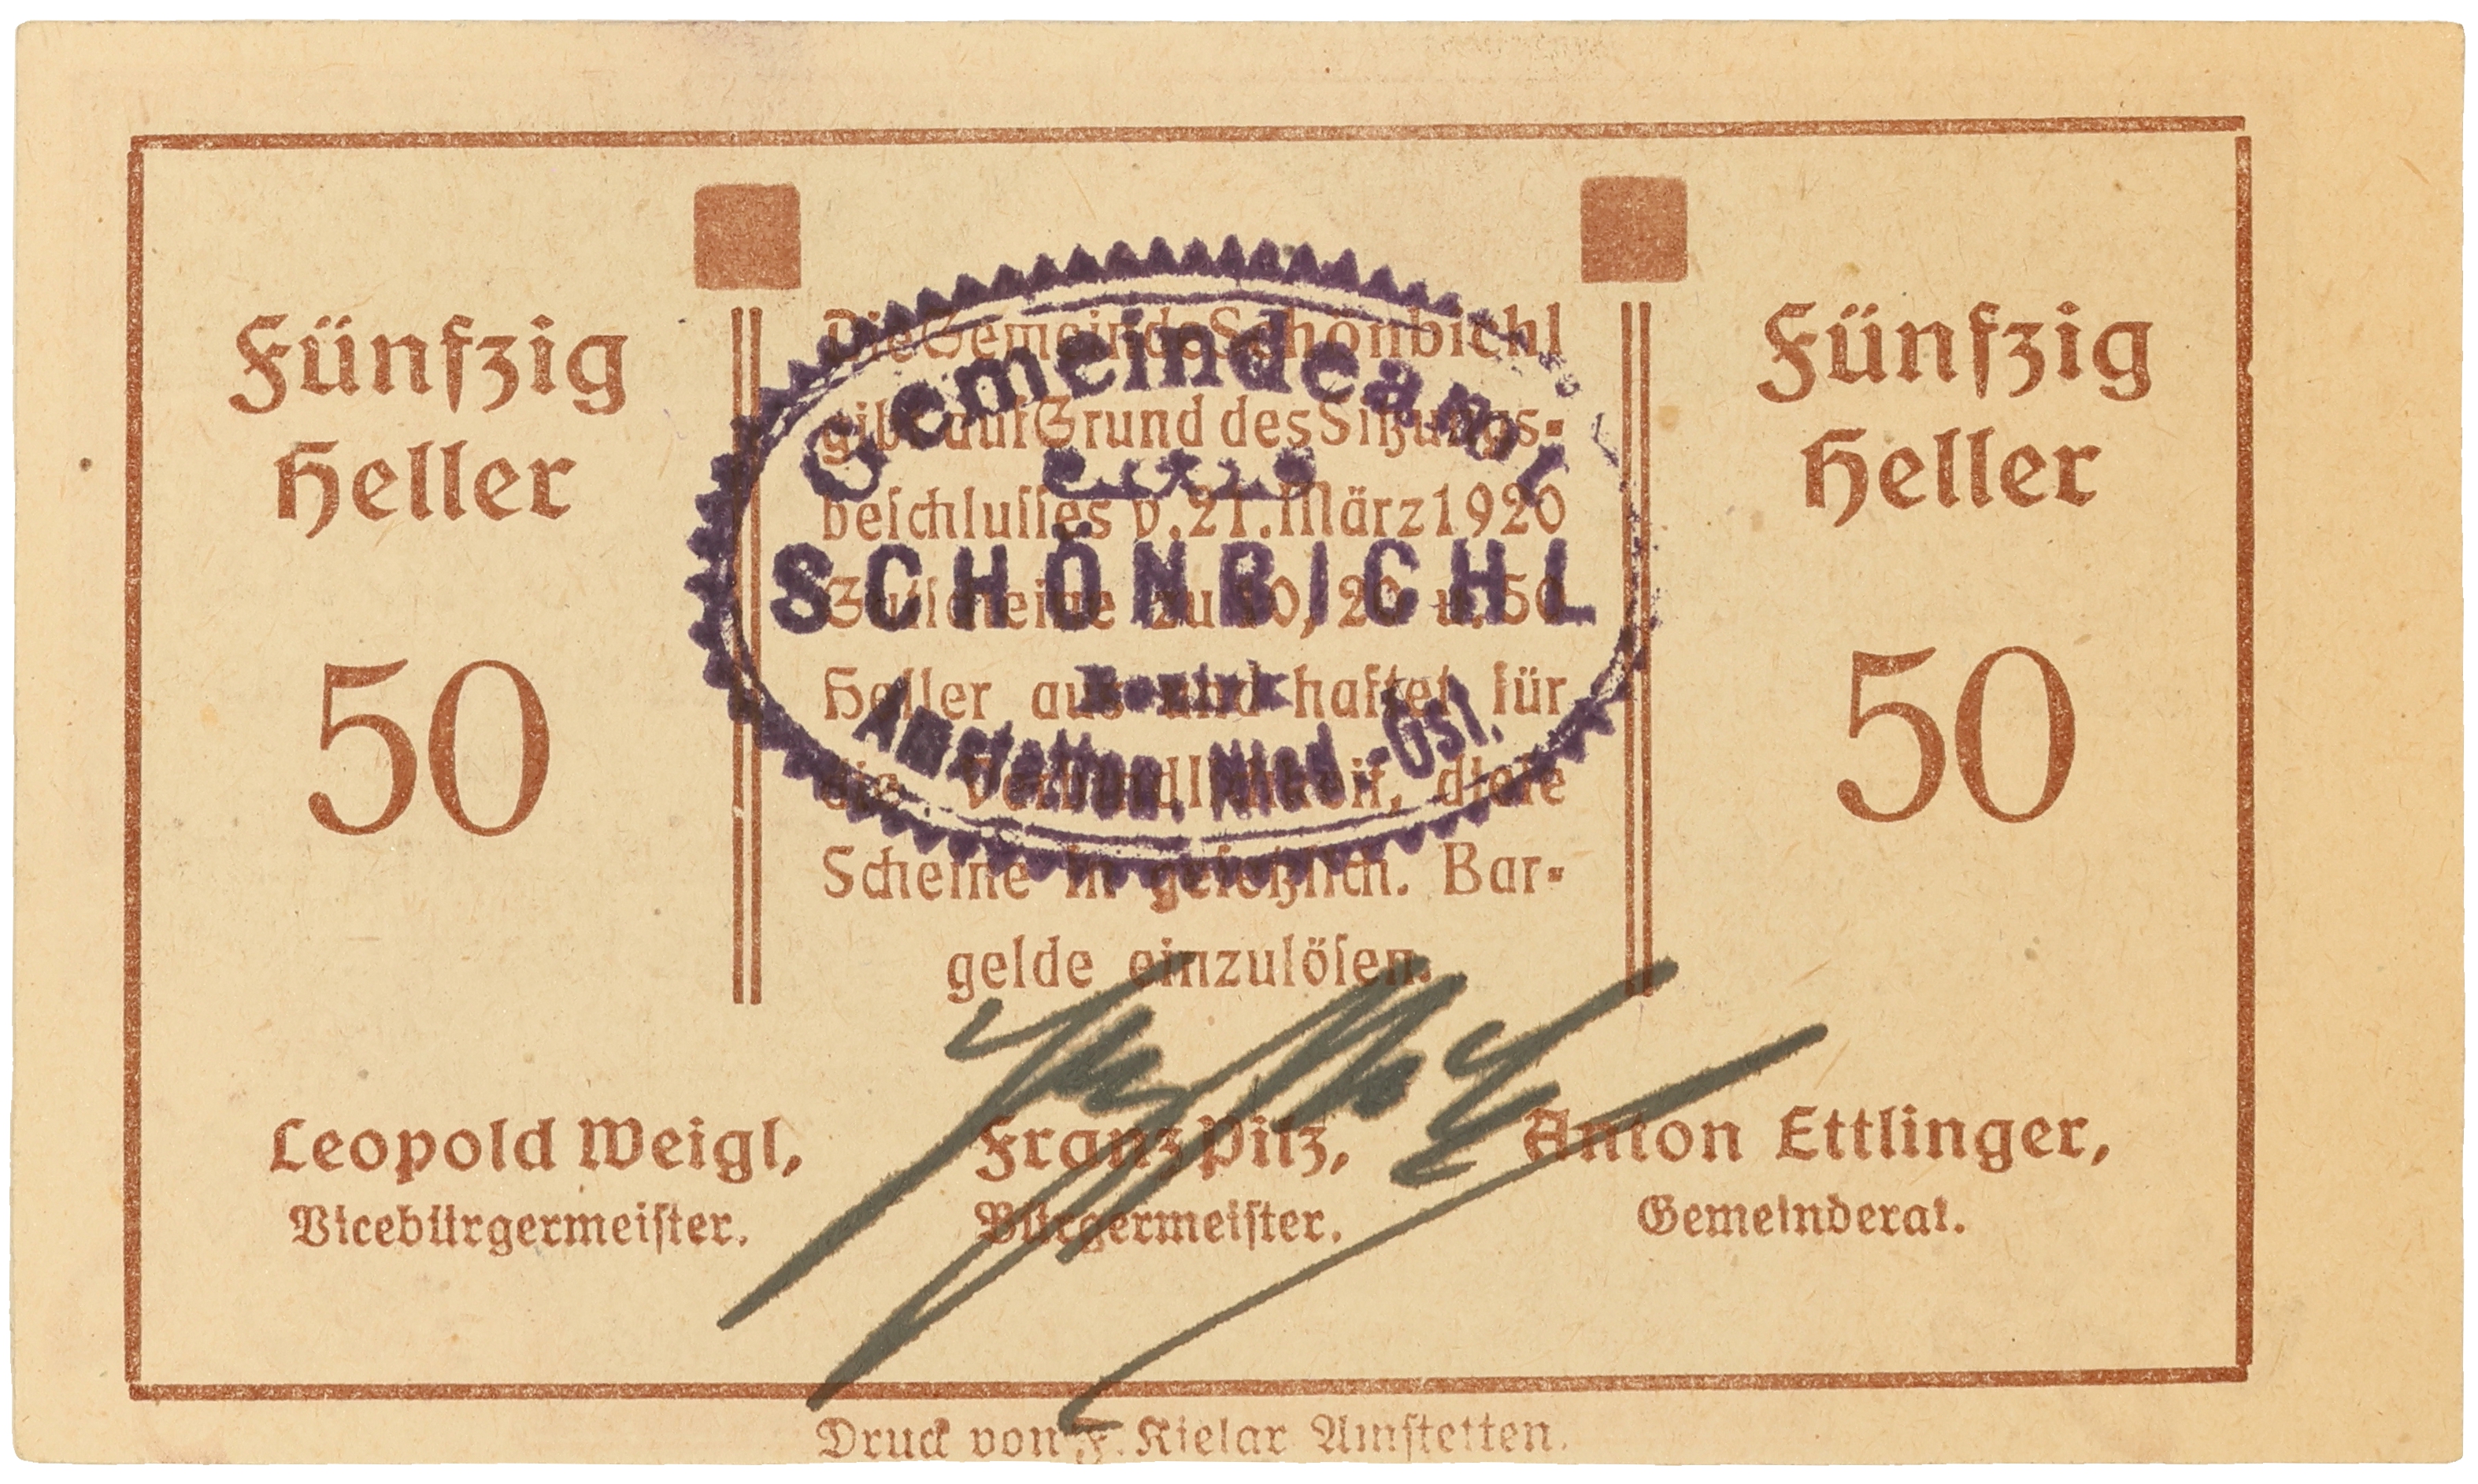 Fünfzig
Heller
50
Die Gemeinde Schönbichl
gibt auf Grund des Sitzungs-
beschlusses v. 21. März 1920
Gutscheine zu 10, 20 u. 50
Heller aus und haftet für
die Verbindlichkeit, diese
Scheine in gesetzlich. Bar-
gelde einzulösen.
Fünfzig
Heller
50
Gemeindeamt
SCHÖNBICHL
Bezirk
Amstetten, Nied.-Öst.
Leopold Weigl,
Vicebürgermeister.
Franz Pilz,
Bürgermeister.
Anton Ettlinger,
Gemeinderat.
Druck von F. Kielar Amstetten.